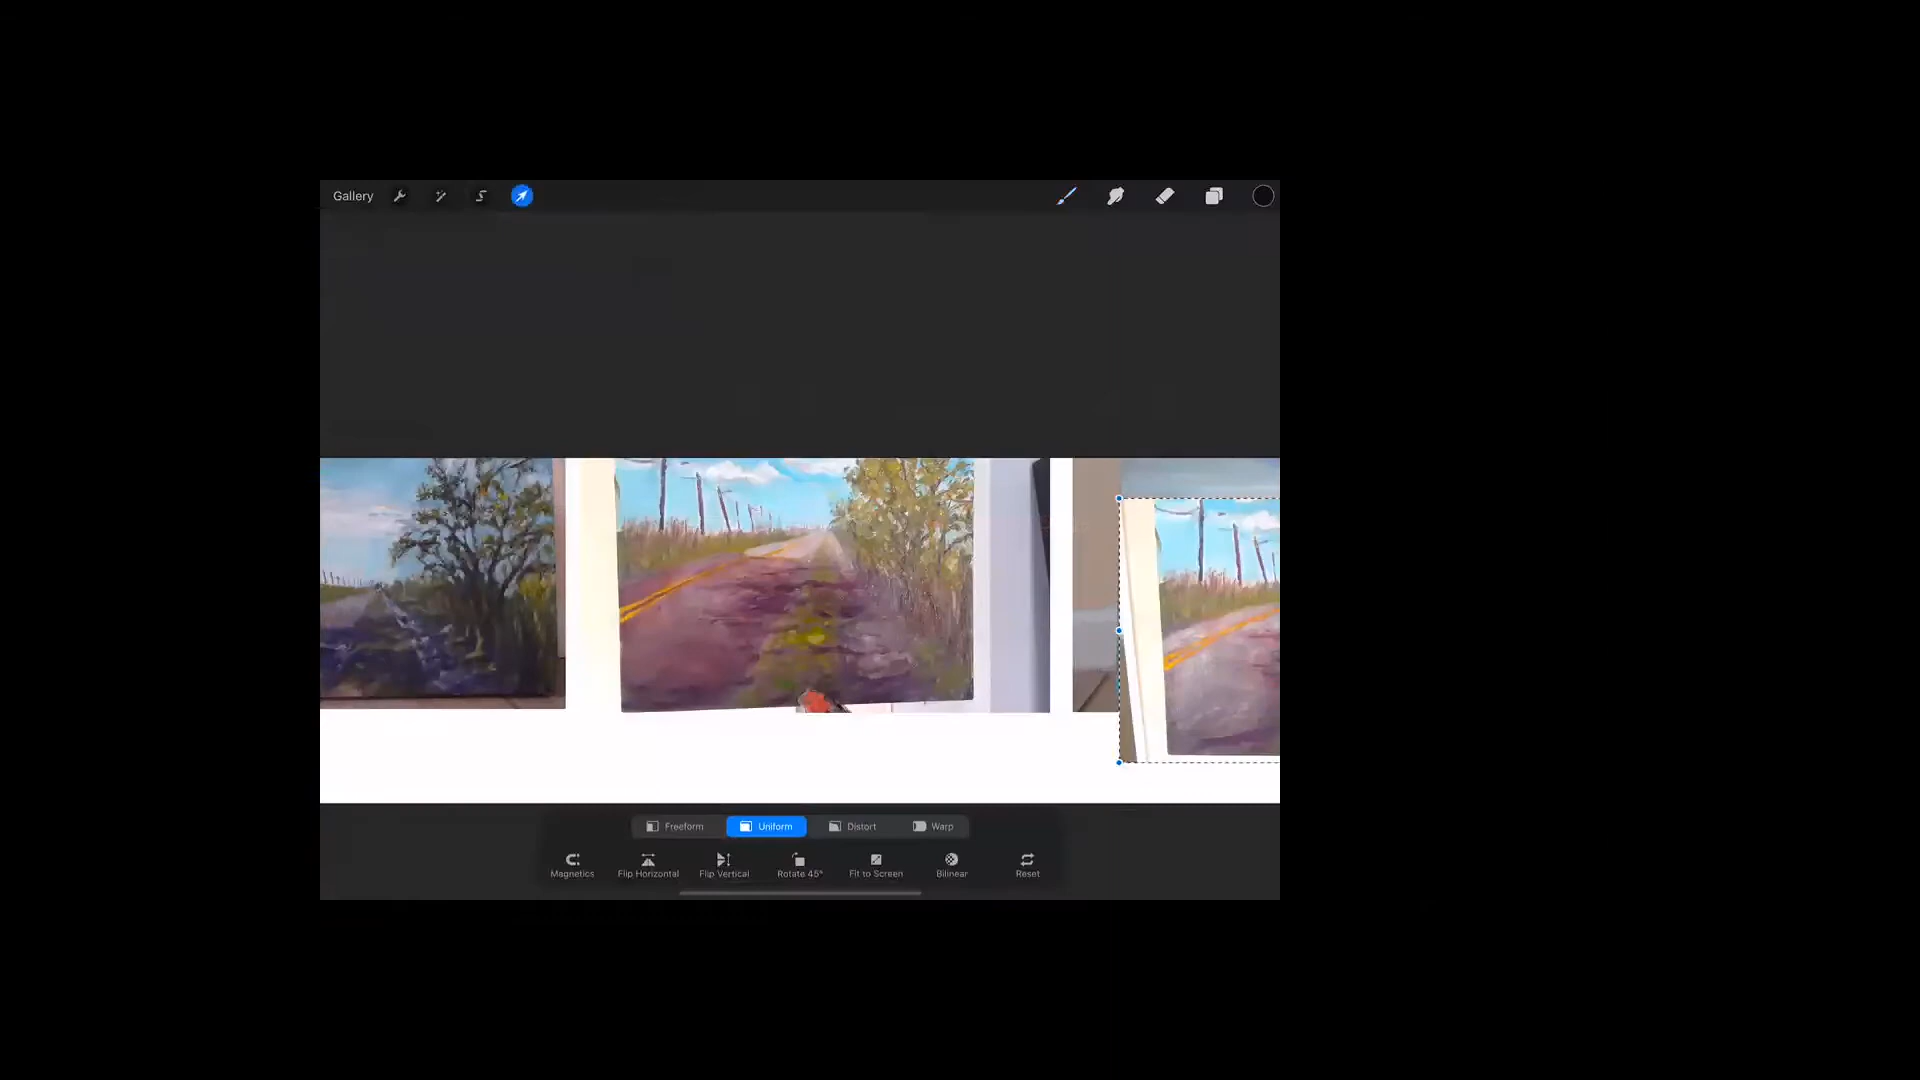 Gallery
Freeform Uniform Distort Warp
Magnetics Flip Horizontal Flip Vertical Rotate 45° Fit to Screen Bilinear Reset